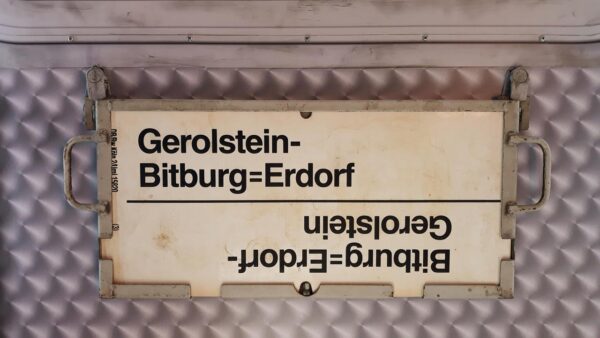 Gerolstein-
Bitburg=Erdorf
Bitburg=Erdorf-
Gerolstein